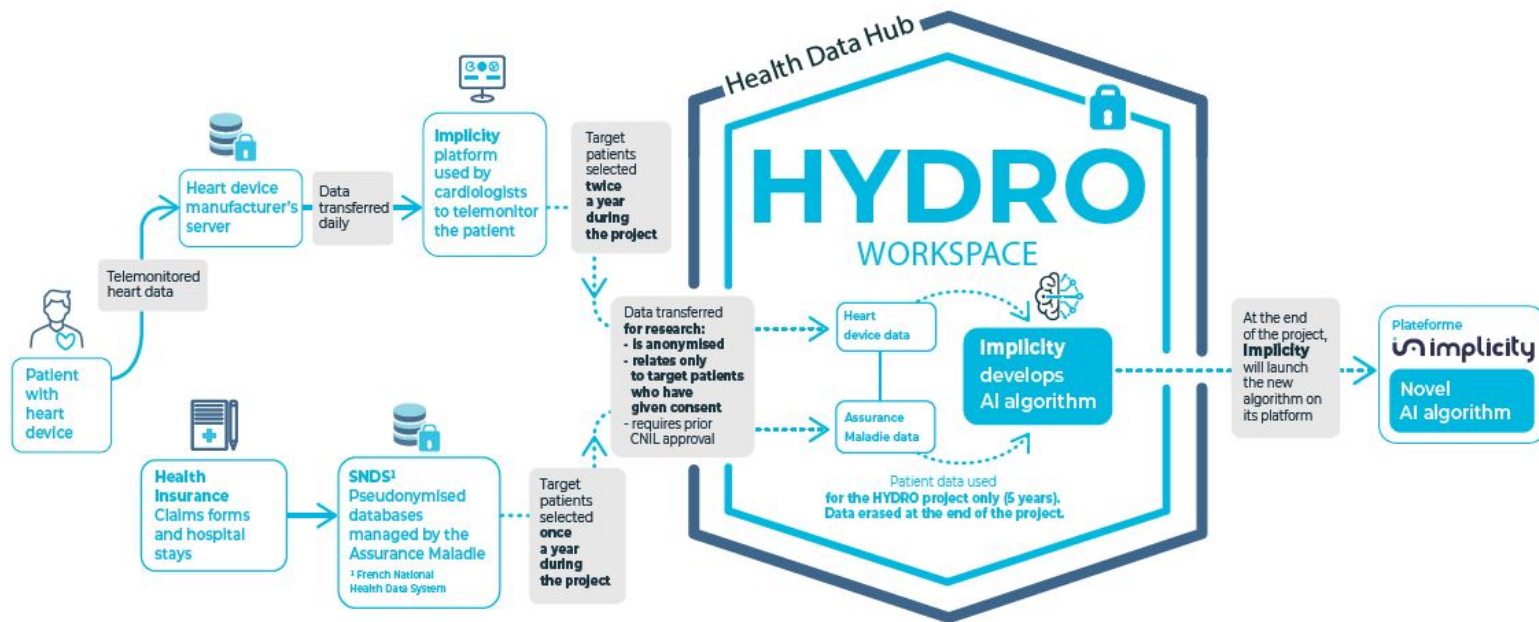 Health Data Hub
HYDRO
WORKSPACE
Patient
with
heart
device
Telemonitored
heart data
Heart device
manufacturer's
server
Data
transferred
daily
Implicity
platform
used by
cardiologists
to telemonitor
the patient
Target
patients
selected
twice
a year
during
the project
Health
Insurance
Claims forms
and hospital
stays
SNDS¹
Pseudonymised
databases
managed by the
Assurance Maladie
¹ French National
Health Data System
Target
patients
selected
once
a year
during
the project
Data transferred
for research:
- is anonymised
- relates only
to target patients
who have
given consent
- requires prior
CNIL approval
Heart
device data
Assurance
Maladie data
Implicity
develops
AI algorithm
Patient data used
for the HYDRO project only (5 years).
Data erased at the end of the project.
At the end
of the project,
Implicity
will launch
the new
algorithm on
its platform
Plateforme
implicity
Novel
AI algorithm